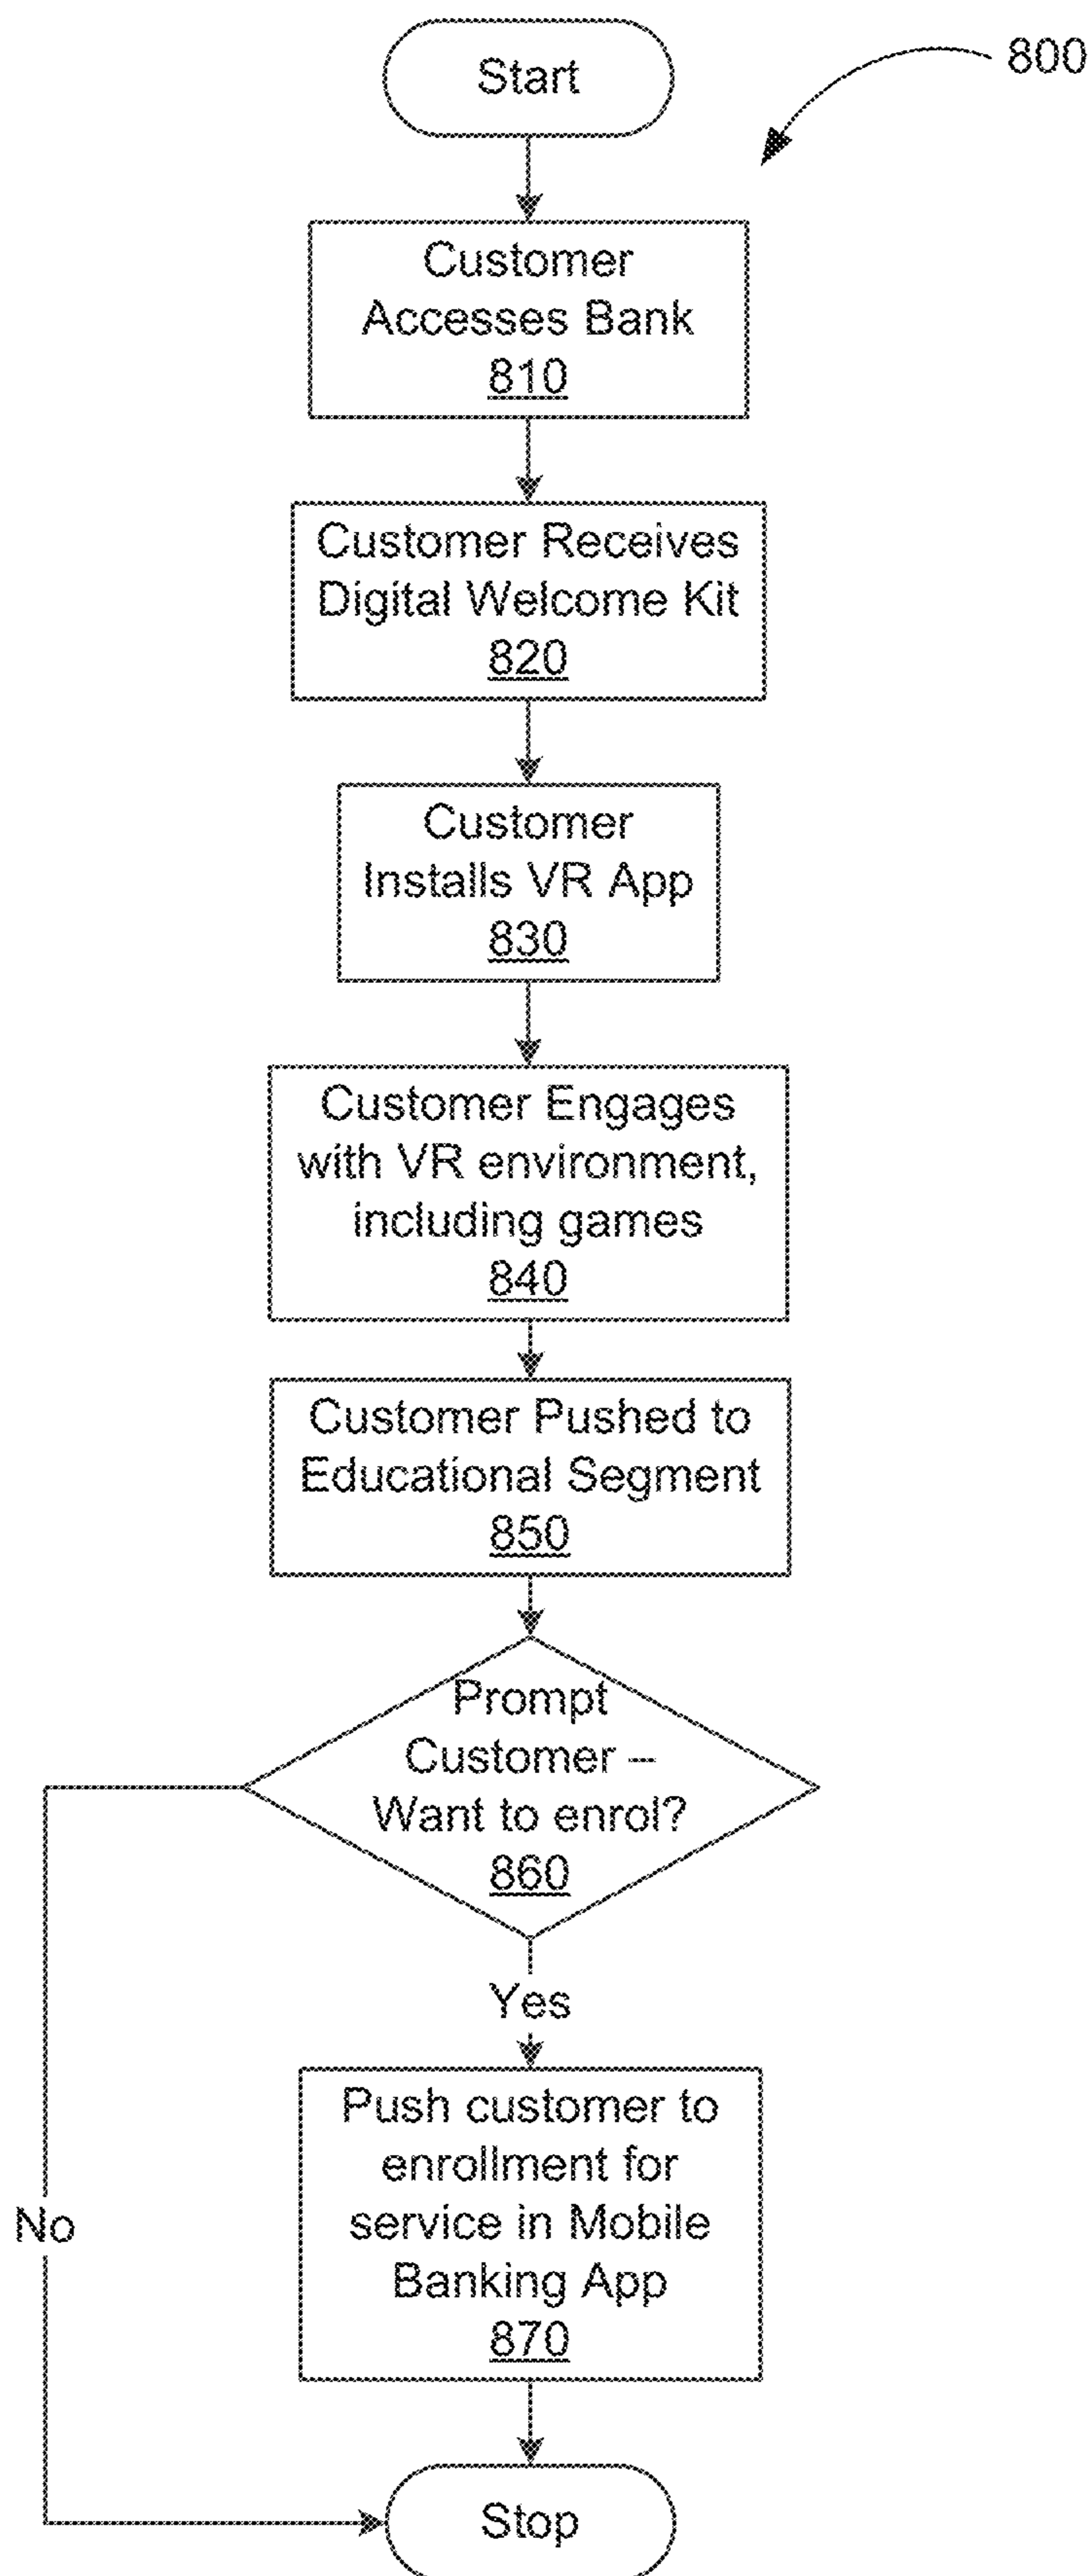 Start
800
Customer
Accesses Bank
810
Customer Receives
Digital Welcome Kit
820
Customer
Installs VR App
830
Customer Engages
with VR environment,
including games
840
Customer Pushed to
Educational Segment
850
Prompt
Customer –
Want to enrol?
860
Yes
Push customer to
enrollment for
service in Mobile
Banking App
870
No
Stop